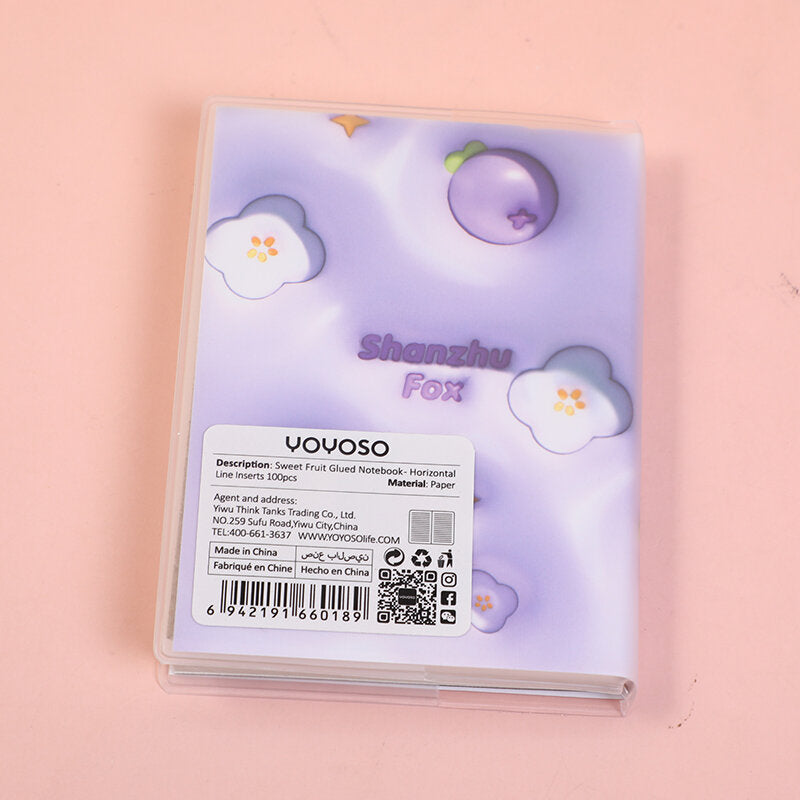 Shanzhu
Fox
YOYOSO
Description: Sweet Fruit Glued Notebook- Horizontal
Line Inserts 100pcs
Material: Paper
Agent and address:
Yiwu Think Tanks Trading Co., Ltd.
NO.259 Sufu Road,Yiwu City,China
TEL:400-661-3637 WWW.YOYOSOlife.COM
Made in China صنع بالصين
Fabriqué en Chine Hecho en China
6 942191 660189
YOYOSO